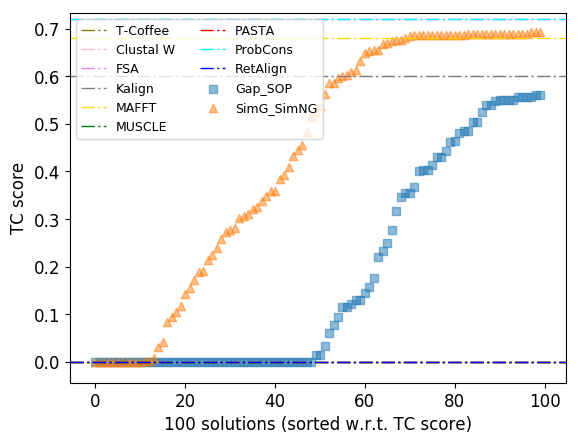 0.7
0.6
0.5
0.4
0.3
0.2
0.1
0.0
TC score
T-Coffee
Clustal W
FSA
Kalign
MAFFT
MUSCLE
PASTA
ProbCons
RetAlign
Gap_SOP
SimG_SimNG
0 20 40 60 80 100
100 solutions (sorted w.r.t. TC score)